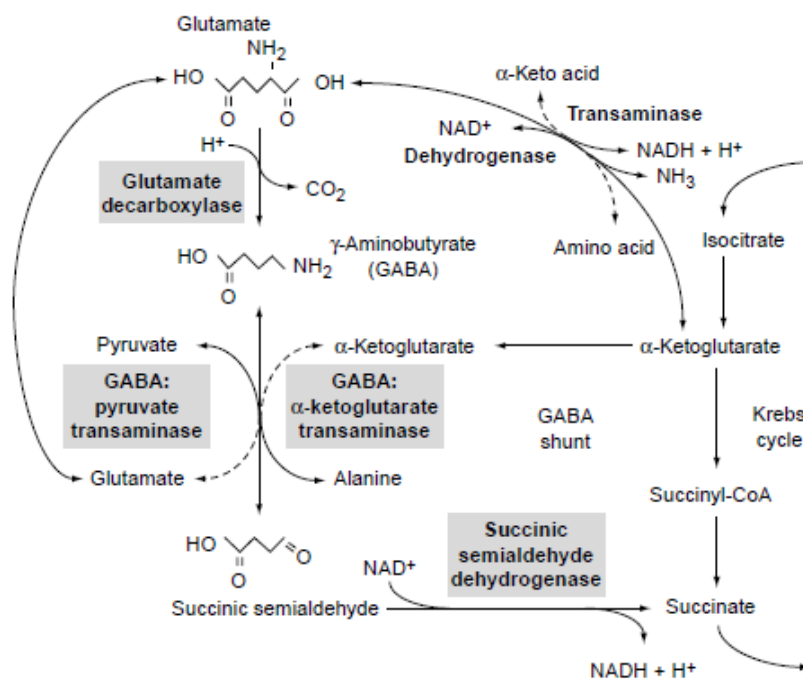 Glutamate
NH2
HO
OH
O
O
α-Keto acid
Transaminase
NAD+
Dehydrogenase
NADH + H+
NH3
H+
CO2
Glutamate
decarboxylase
Amino acid
Isocitrate
HO
NH2
O
γ-Aminobutyrate
(GABA)
Pyruvate
α-Ketoglutarate
α-Ketoglutarate
GABA:
pyruvate
transaminase
GABA:
α-ketoglutarate
transaminase
GABA
shunt
Krebs
cycle
Glutamate
Alanine
Succinyl-CoA
HO
O
O
Succinic
semialdehyde
dehydrogenase
NAD+
Succinic semialdehyde
Succinate
NADH + H+